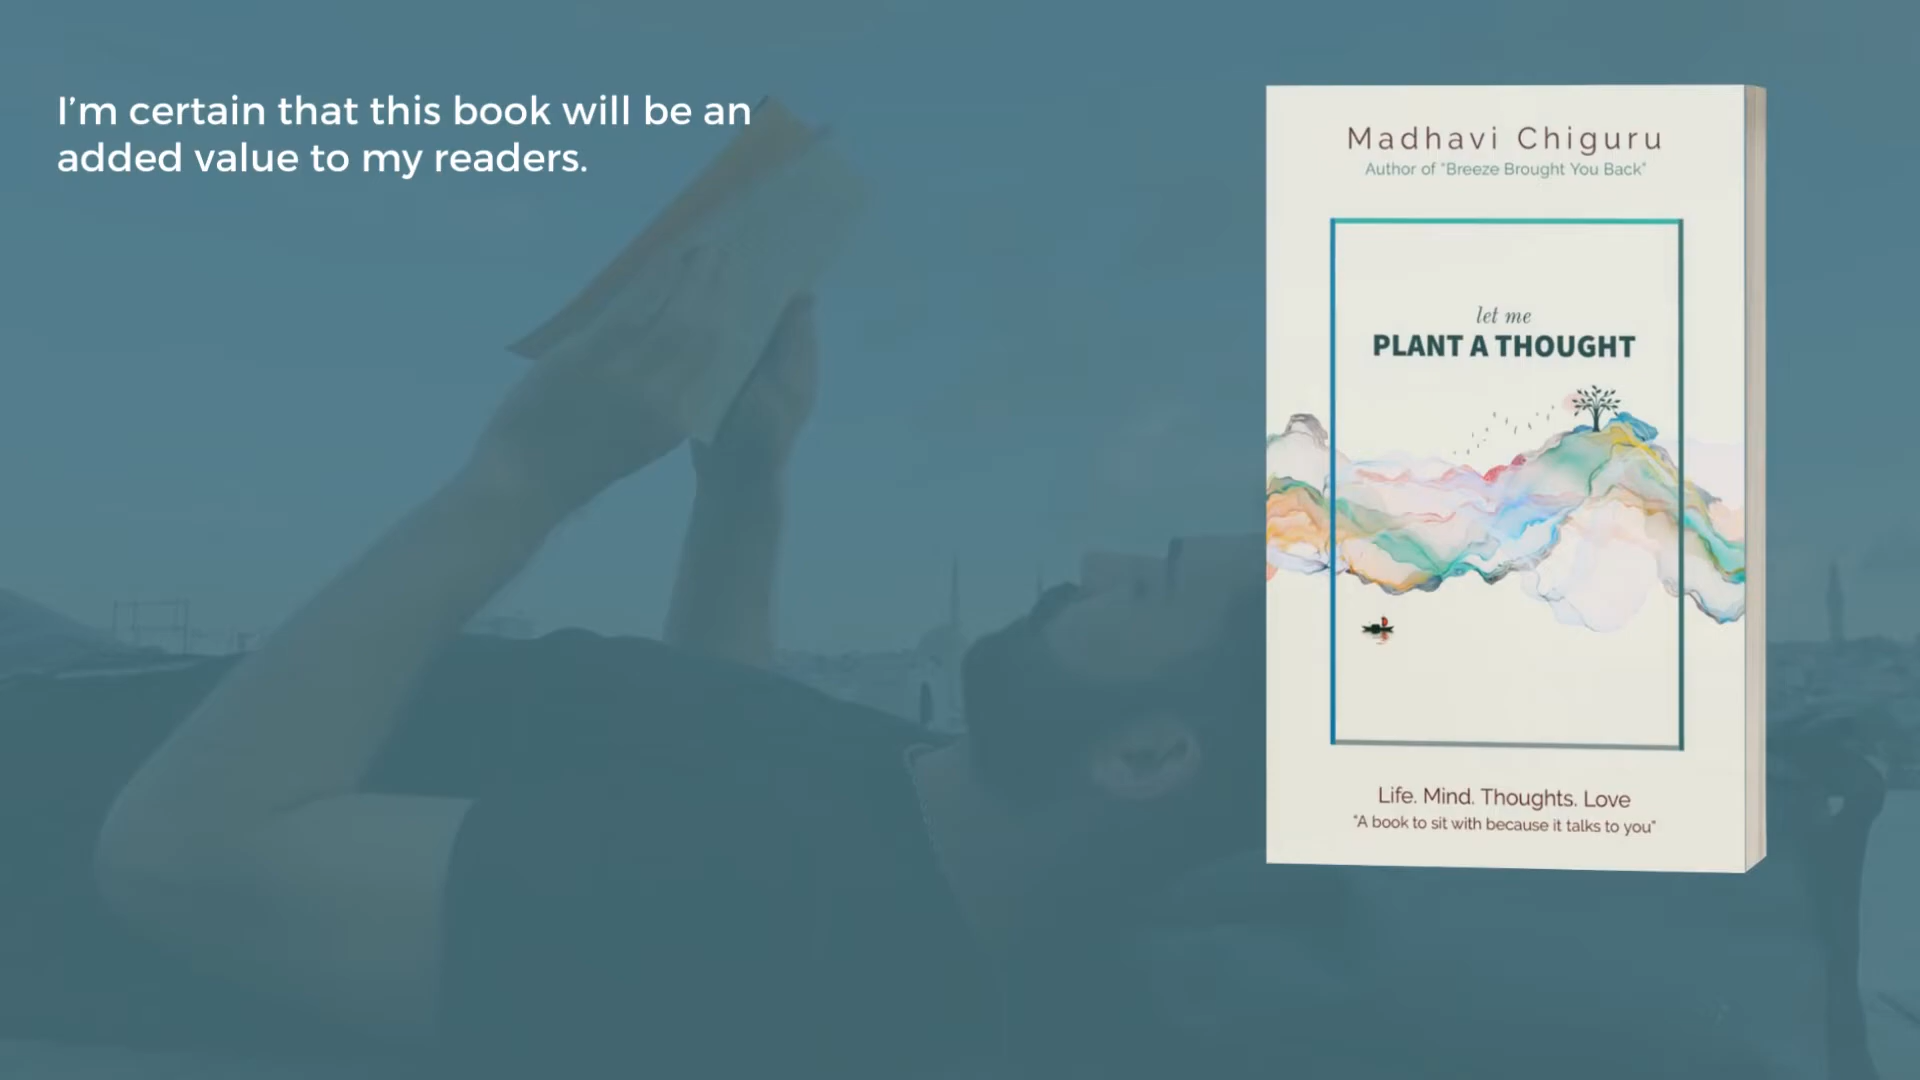 I'm certain that this book will be an
added value to my readers.
Madhavi Chiguru
Author of "Breeze Brought You Back"
let me
PLANT A THOUGHT
Life. Mind. Thoughts. Love
"A book to sit with because it talks to you"